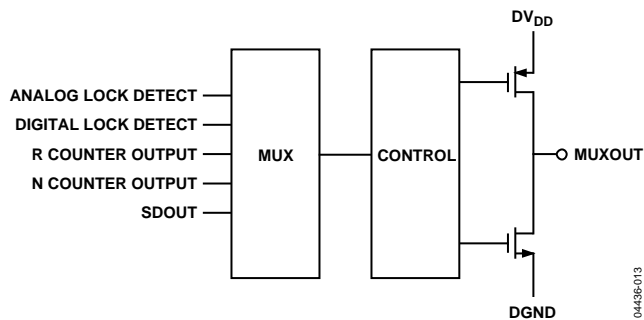 DVDD
ANALOG LOCK DETECT
DIGITAL LOCK DETECT
R COUNTER OUTPUT
N COUNTER OUTPUT
SDOUT
MUX
CONTROL
MUXOUT
DGND
04436-013